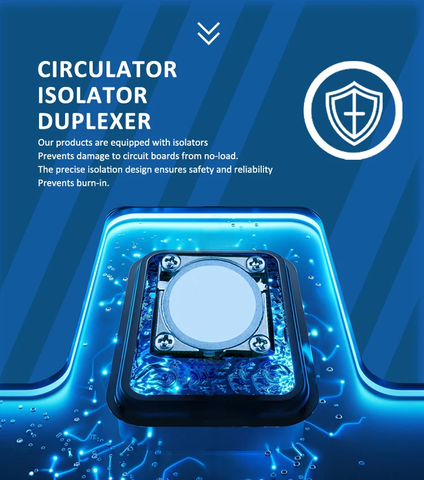 CIRCULATOR
ISOLATOR
DUPLEXER
Our products are equipped with isolators
Prevents damage to circuit boards from no-load.
The precise isolation design ensures safety and reliability
Prevents burn-in.